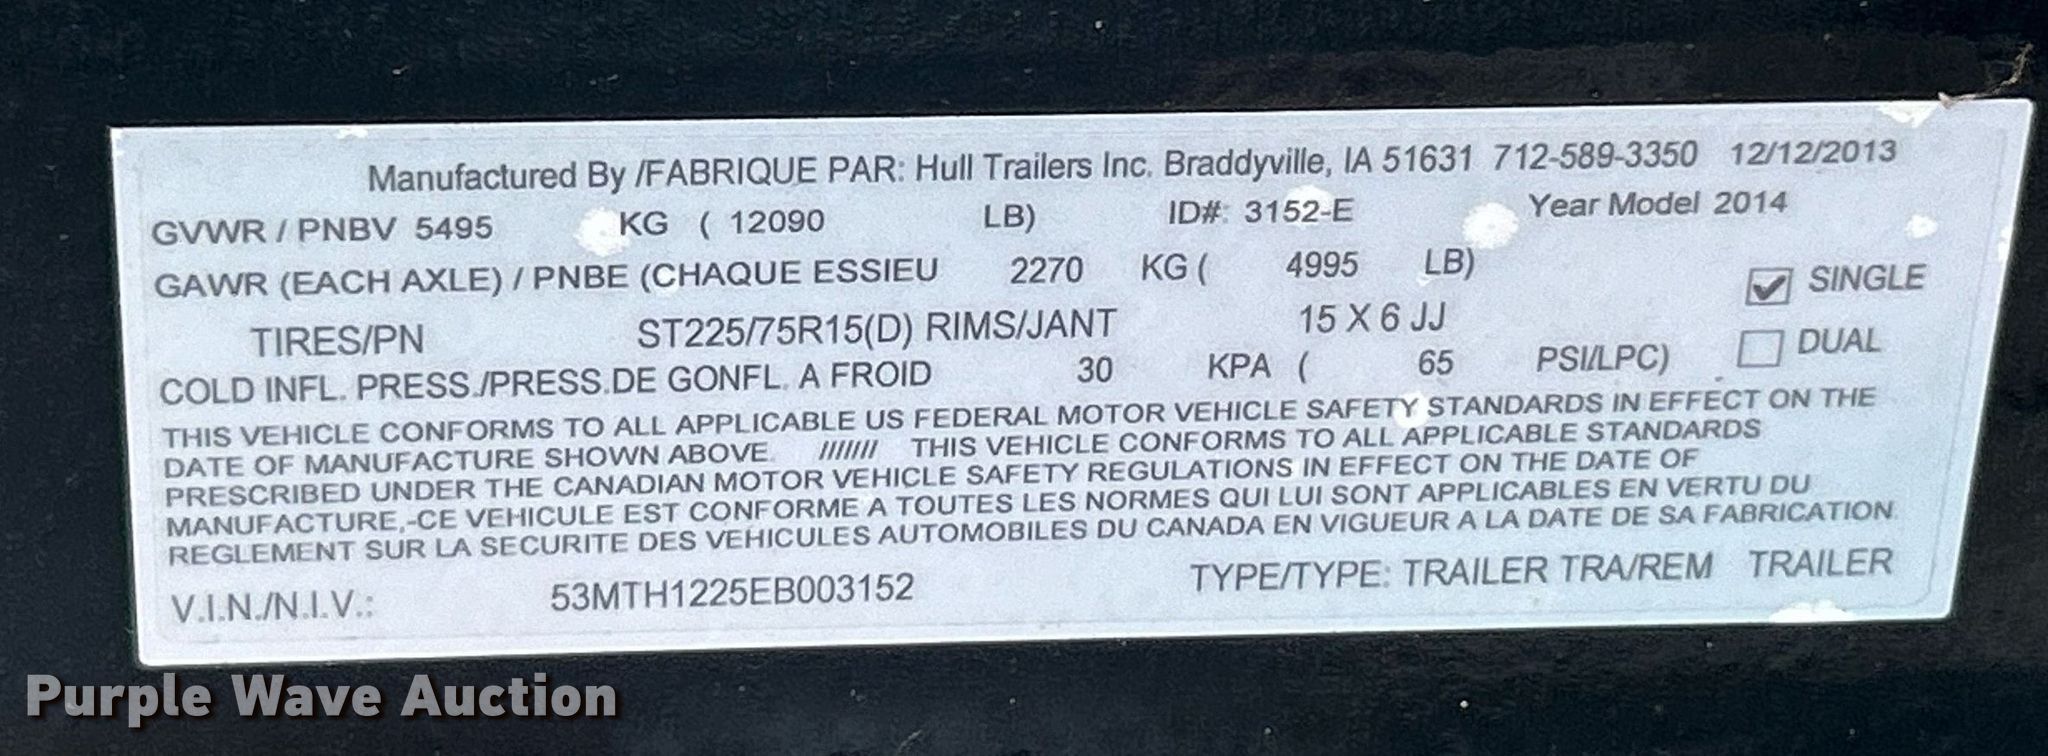 Manufactured By /FABRIQUE PAR: Hull Trailers Inc. Braddyville, IA 51631 712-589-3350 12/12/2013
GVWR / PNBV 5495 KG ( 12090 LB) ID#: 3152-E Year Model 2014
GAWR (EACH AXLE) / PNBE (CHAQUE ESSIEU 2270 KG ( 4995 LB)
SINGLE
TIRES/PN ST225/75R15(D) RIMS/JANT 15 X 6 JJ
DUAL
COLD INFL. PRESS./PRESS.DE GONFL. A FROID 30 KPA ( 65 PSI/LPC)
THIS VEHICLE CONFORMS TO ALL APPLICABLE US FEDERAL MOTOR VEHICLE SAFETY STANDARDS IN EFFECT ON THE
DATE OF MANUFACTURE SHOWN ABOVE. /////// THIS VEHICLE CONFORMS TO ALL APPLICABLE STANDARDS
PRESCRIBED UNDER THE CANADIAN MOTOR VEHICLE SAFETY REGULATIONS IN EFFECT ON THE DATE OF
MANUFACTURE,-CE VEHICULE EST CONFORME A TOUTES LES NORMES QUI LUI SONT APPLICABLES EN VERTU DU
REGLEMENT SUR LA SECURITE DES VEHICULES AUTOMOBILES DU CANADA EN VIGUEUR A LA DATE DE SA FABRICATION.
V.I.N./N.I.V.: 53MTH1225EB003152 TYPE/TYPE: TRAILER TRA/REM TRAILER
Purple Wave Auction